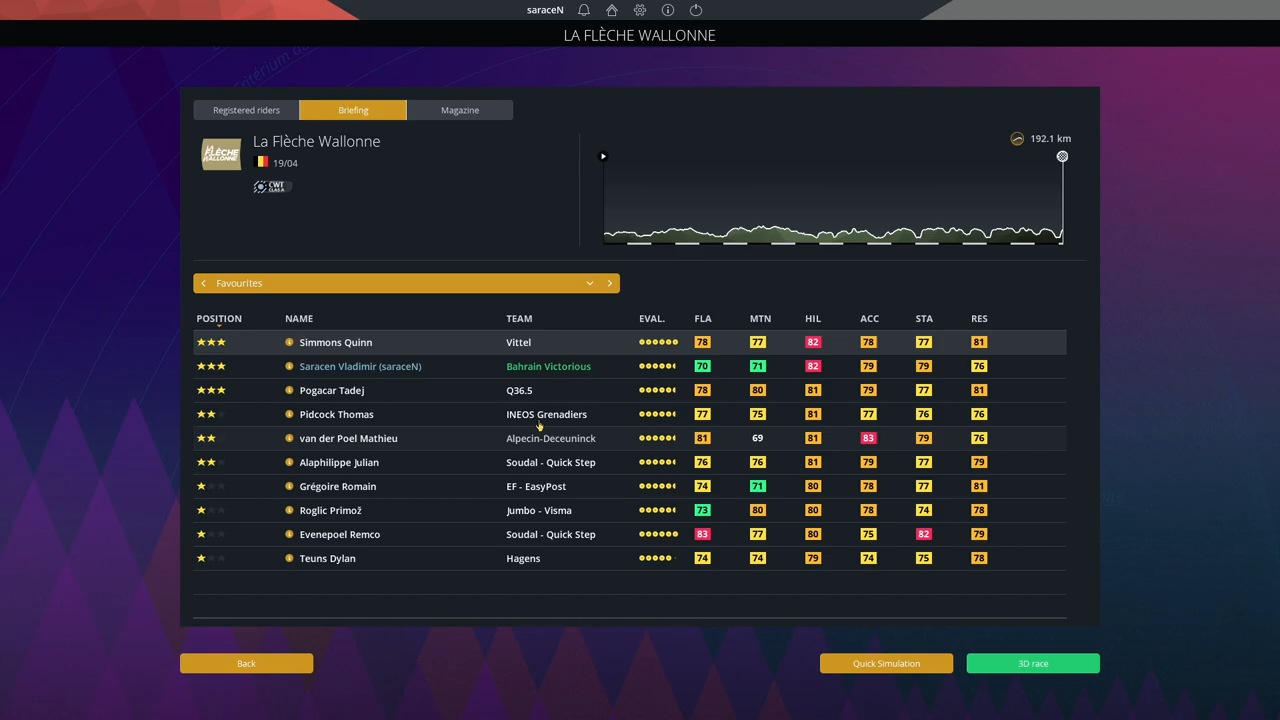 saraceN
LA FLÈCHE WALLONNE
Registered riders Briefing Magazine
LA FLÈCHE WALLONNE
La Flèche Wallonne
19/04
CWT
CLAS A
192.1 km
Favourites
POSITION NAME TEAM EVAL. FLA MTN HIL ACC STA RES
Simmons Quinn Vittel 78 77 82 78 77 81
Saracen Vladimir (saraceN) Bahrain Victorious 70 71 82 79 79 76
Pogacar Tadej Q36.5 78 80 81 79 77 81
Pidcock Thomas INEOS Grenadiers 77 75 81 77 76 76
van der Poel Mathieu Alpecin-Deceuninck 81 69 81 83 79 76
Alaphilippe Julian Soudal - Quick Step 76 76 81 79 77 79
Grégoire Romain EF - EasyPost 74 71 80 78 77 81
Roglic Primož Jumbo - Visma 73 80 80 78 74 78
Evenepoel Remco Soudal - Quick Step 83 77 80 75 82 79
Teuns Dylan Hagens 74 74 79 74 75 78
Back Quick Simulation 3D race